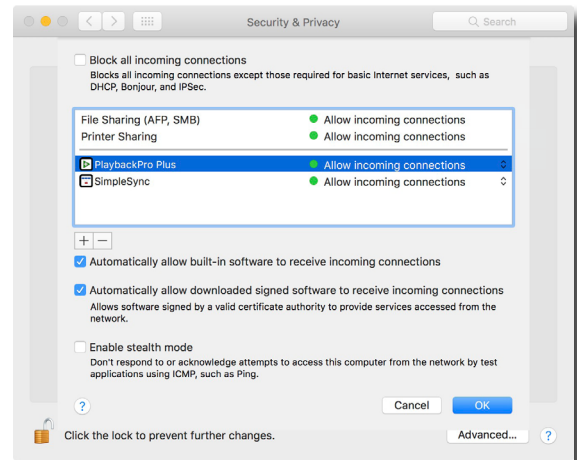 Security & Privacy
Search
Block all incoming connections
Blocks all incoming connections except those required for basic Internet services, such as
DHCP, Bonjour, and IPSec.
File Sharing (AFP, SMB) Allow incoming connections
Printer Sharing Allow incoming connections
PlaybackPro Plus Allow incoming connections
SimpleSync Allow incoming connections
+ −
Automatically allow built-in software to receive incoming connections
Automatically allow downloaded signed software to receive incoming connections
Allows software signed by a valid certificate authority to provide services accessed from the
network.
Enable stealth mode
Don't respond to or acknowledge attempts to access this computer from the network by test
applications using ICMP, such as Ping.
? Cancel OK
Click the lock to prevent further changes. Advanced... ?